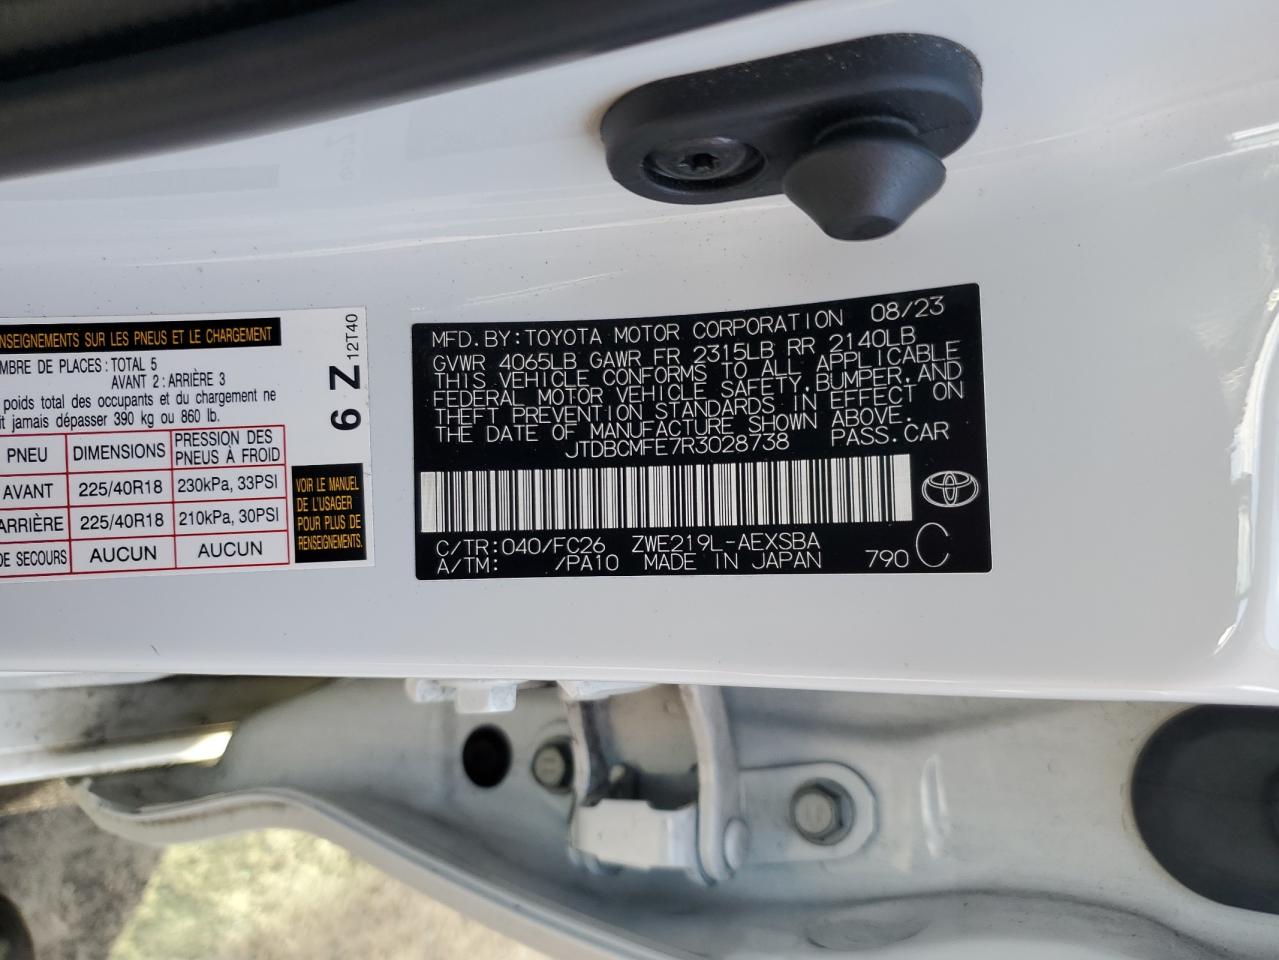 ENSEIGNEMENTS SUR LES PNEUS ET LE CHARGEMENT
MBRE DE PLACES: TOTAL 5
AVANT 2: ARRIÈRE 3
poids total des occupants et du chargement ne
it jamais dépasser 390 kg ou 860 lb.
PNEU DIMENSIONS PRESSION DES PNEUS À FROID
AVANT 225/40R18 230kPa, 33PSI
ARRIÈRE 225/40R18 210kPa, 30PSI
DE SECOURS AUCUN AUCUN
6 Z 12T40
VOIR LE MANUEL
DE L'USAGER
POUR PLUS DE
RENSEIGNEMENTS.
MFD. BY: TOYOTA MOTOR CORPORATION 08/23
GVWR 4065LB GAWR FR 2315LB RR 2140LB
THIS VEHICLE CONFORMS TO ALL APPLICABLE
FEDERAL MOTOR VEHICLE SAFETY, BUMPER, AND
THEFT PREVENTION STANDARDS IN EFFECT ON
THE DATE OF MANUFACTURE SHOWN ABOVE.
JTDBCMFE7R3028738 PASS. CAR
C/TR: 040/FC26 ZWE219L-AEXSBA
A/TM: /PA10 MADE IN JAPAN 790 C